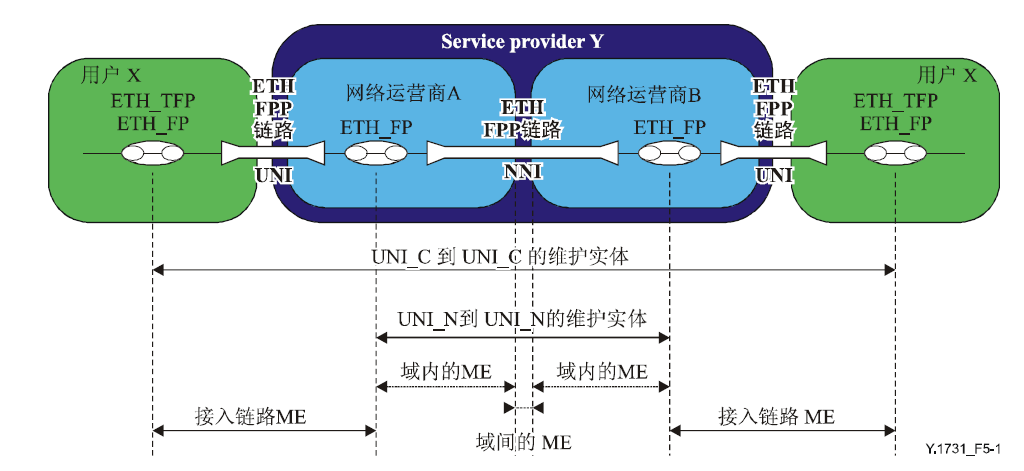 Service provider Y
用户 X
ETH_TFP
ETH_FP
ETH
FPP
链路
UNI
网络运营商A
ETH_FP
ETH
FPP链路
NNI
网络运营商B
ETH_FP
ETH
FPP
链路
UNI
用户 X
ETH_TFP
ETH_FP
UNI_C 到 UNI_C 的维护实体
UNI_N到 UNI_N的维护实体
域内的ME
域内的ME
接入链路ME
域间的 ME
接入链路 ME
Y.1731_F5-1